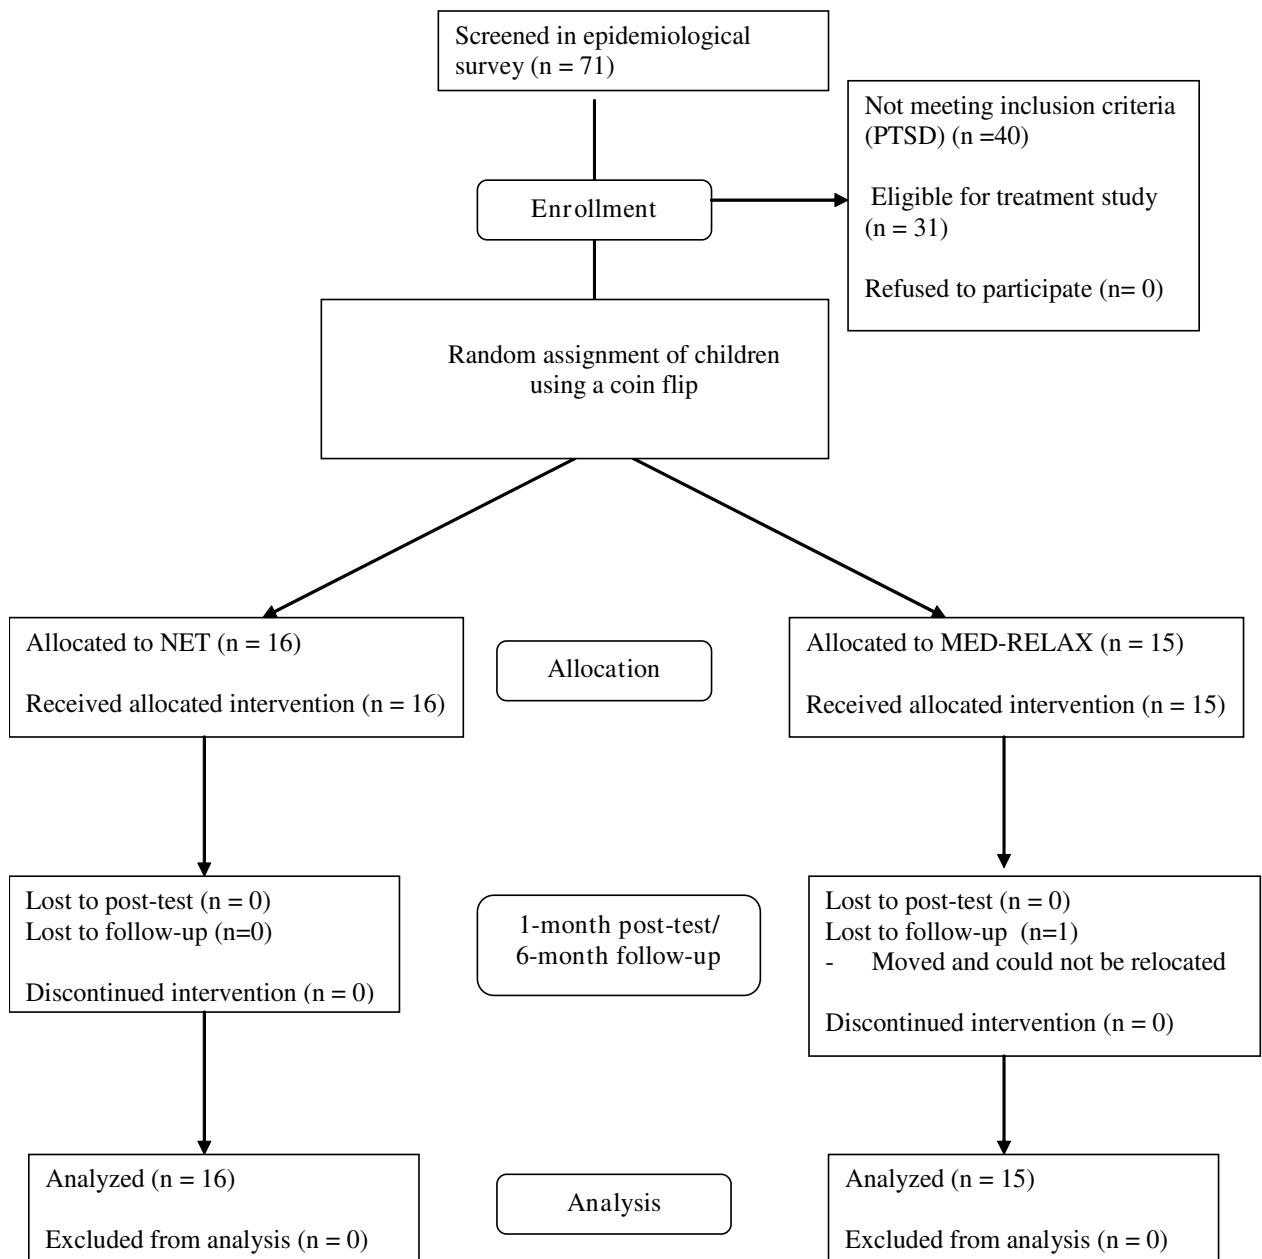 Screened in epidemiological
survey (n = 71)
Not meeting inclusion criteria
(PTSD) (n =40)
Eligible for treatment study
(n = 31)
Refused to participate (n= 0)
Enrollment
Random assignment of children
using a coin flip
Allocated to NET (n = 16)
Received allocated intervention (n = 16)
Allocation
Allocated to MED-RELAX (n = 15)
Received allocated intervention (n = 15)
Lost to post-test (n = 0)
Lost to follow-up (n=0)
Discontinued intervention (n = 0)
1-month post-test/
6-month follow-up
Lost to post-test (n = 0)
Lost to follow-up (n=1)
- Moved and could not be relocated
Discontinued intervention (n = 0)
Analyzed (n = 16)
Excluded from analysis (n = 0)
Analysis
Analyzed (n = 15)
Excluded from analysis (n = 0)